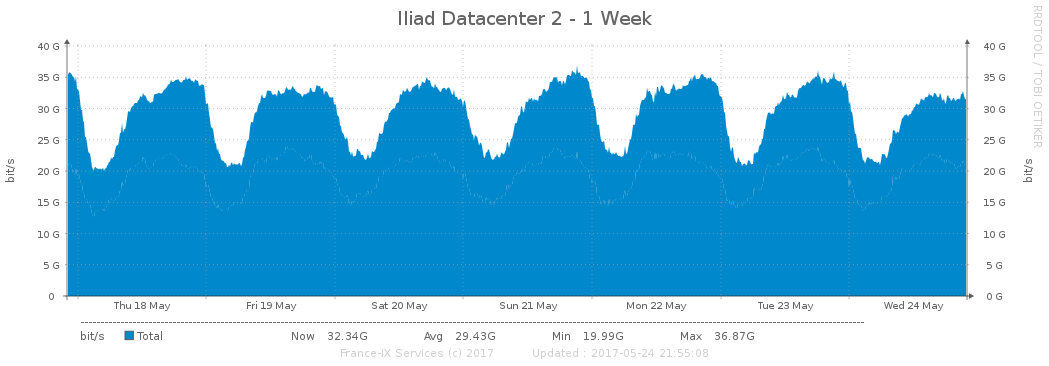 Iliad Datacenter 2 - 1 Week
RRDTOOL / TOBI OETIKER
40 G 40 G
35 G 35 G
30 G 30 G
25 G 25 G
20 G 20 G
15 G 15 G
10 G 10 G
5 G 5 G
0 0 G
bit/s bit/s
Thu 18 May Fri 19 May Sat 20 May Sun 21 May Mon 22 May Tue 23 May Wed 24 May
bit/s Total Now 32.34G Avg 29.43G Min 19.99G Max 36.87G
France-IX Services (c) 2017 Updated : 2017-05-24 21:55:08